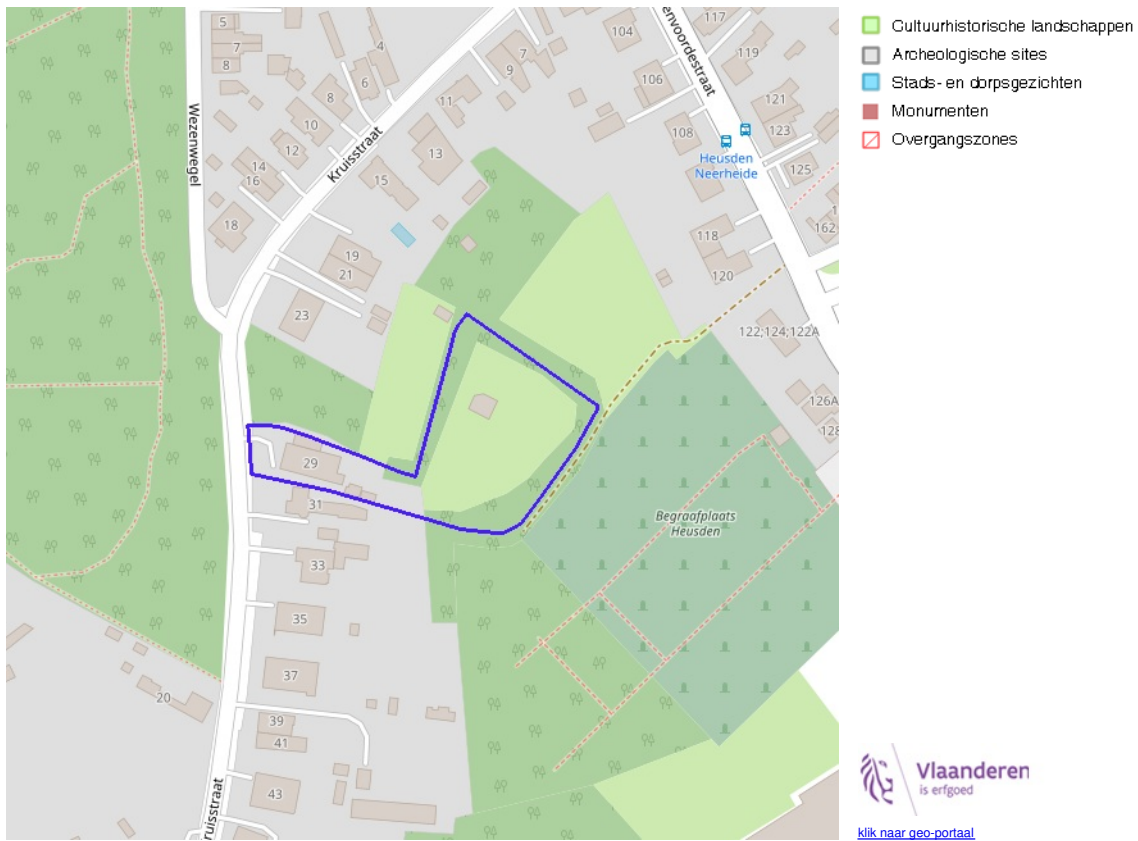 5
7
8
4
6
8
10
12
14
16
18
Wezenwegel
Kruisstraat
7
9
11
13
15
19
21
23
104
106
108
117
119
121
123
125
envoordestraat
Heusden
Neerheide
118
120
162
122;124;122A
126A
128
29
31
33
35
37
39
41
43
20
Begraafplaats
Heusden
ruisstraat
Cultuurhistorische landschappen
Archeologische sites
Stads- en dorpsgezichten
Monumenten
Overgangszones
Vlaanderen
is erfgoed
klik naar geo-portaal